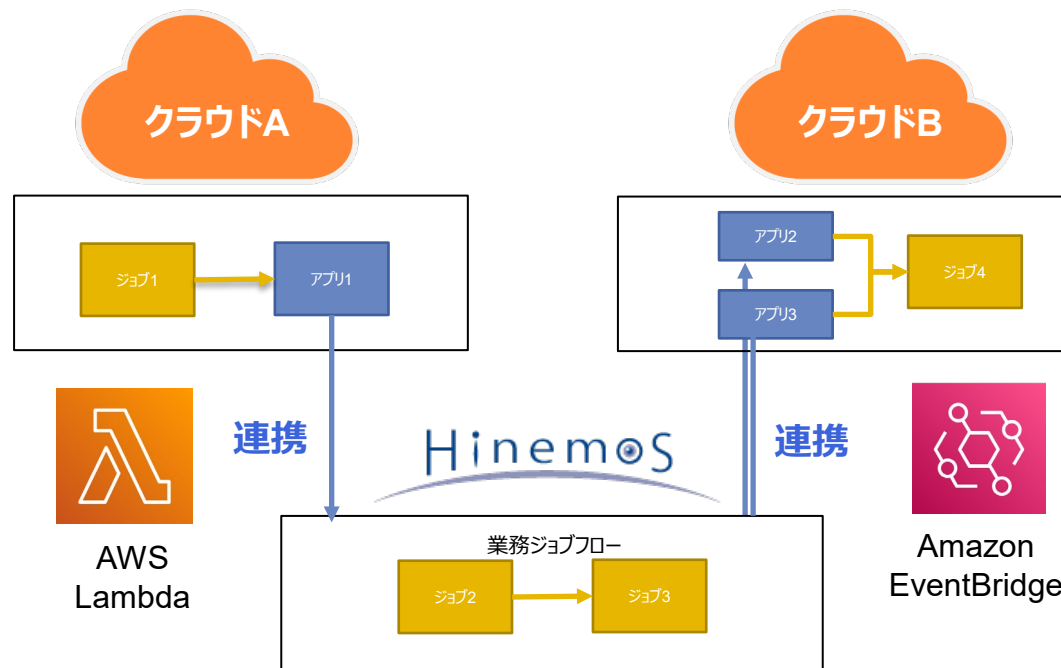 クラウドA
クラウドB
ジョブ1
アプリ1
アプリ2
アプリ3
ジョブ4
連携
Hinemos
連携
AWS
Lambda
Amazon
EventBridge
業務ジョブフロー
ジョブ2
ジョブ3